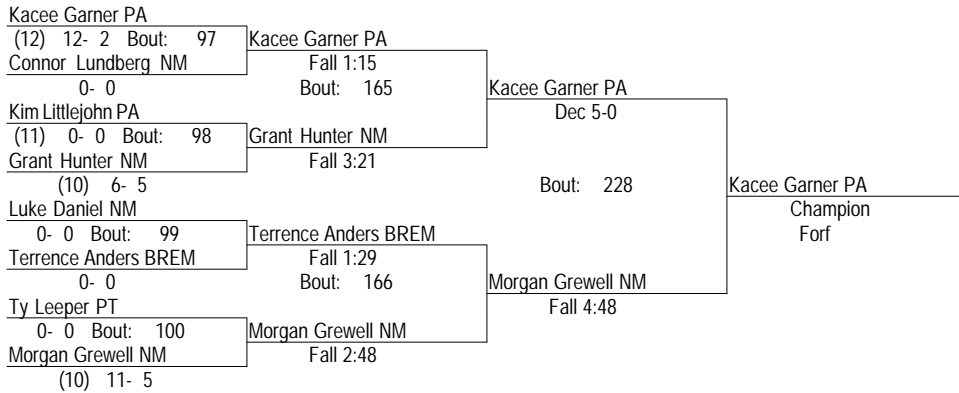 Kacee Garner PA
(12) 12- 2 Bout: 97
Kacee Garner PA
Connor Lundberg NM
Fall 1:15
0- 0
Bout: 165
Kacee Garner PA
Kim Littlejohn PA
Dec 5-0
(11) 0- 0 Bout: 98
Grant Hunter NM
Grant Hunter NM
Fall 3:21
(10) 6- 5
Bout: 228
Kacee Garner PA
Luke Daniel NM
Champion
0- 0 Bout: 99
Terrence Anders BREM
Forf
Terrence Anders BREM
Fall 1:29
0- 0
Bout: 166
Morgan Grewell NM
Ty Leeper PT
Fall 4:48
0- 0 Bout: 100
Morgan Grewell NM
Morgan Grewell NM
Fall 2:48
(10) 11- 5